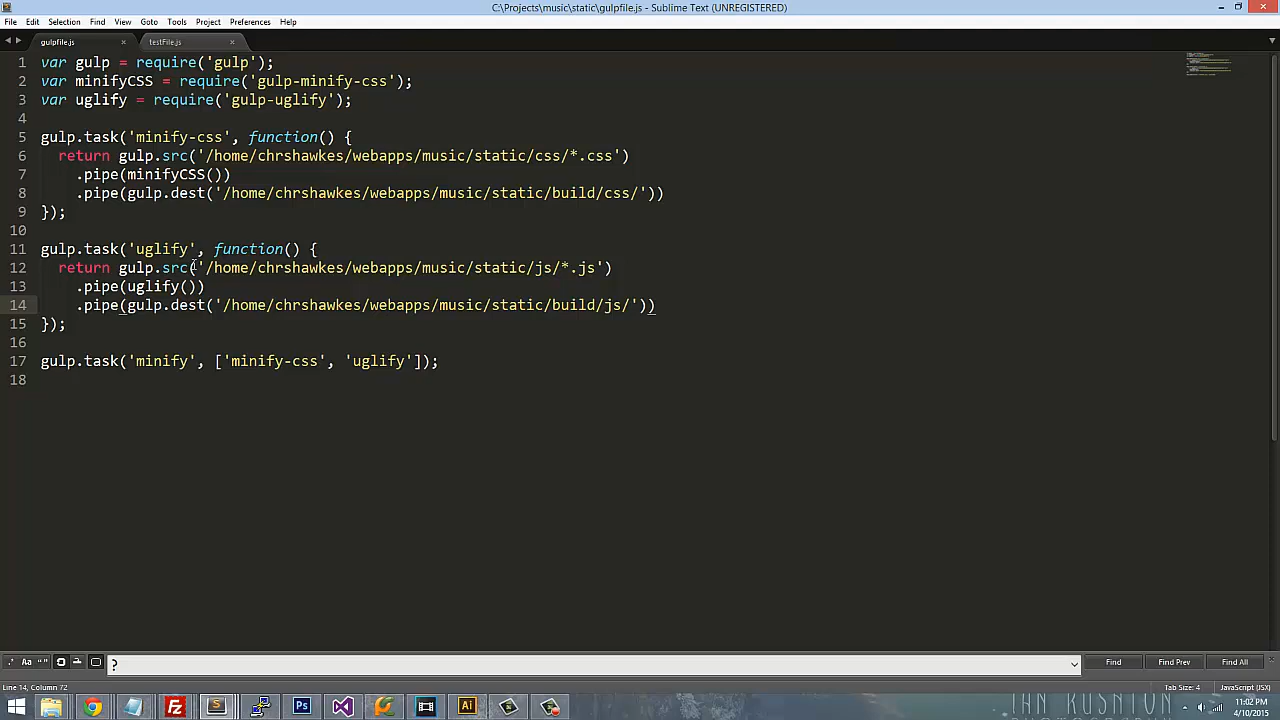 C:\Projects\music\static\gulpfile.js - Sublime Text (UNREGISTERED)
File Edit Selection Find View Goto Tools Project Preferences Help
gulpfile.js testFile.js
1 var gulp = require('gulp');
2 var minifyCSS = require('gulp-minify-css');
3 var uglify = require('gulp-uglify');
4
5 gulp.task('minify-css', function() {
6 return gulp.src('/home/chrshawkes/webapps/music/static/css/*.css')
7 .pipe(minifyCSS())
8 .pipe(gulp.dest('/home/chrshawkes/webapps/music/static/build/css/'))
9 });
10
11 gulp.task('uglify', function() {
12 return gulp.src('/home/chrshawkes/webapps/music/static/js/*.js')
13 .pipe(uglify())
14 .pipe(gulp.dest('/home/chrshawkes/webapps/music/static/build/js/'))
15 });
16
17 gulp.task('minify', ['minify-css', 'uglify']);
18
.* Aa “” ? Find Find Prev Find All
Line 14, Column 72 Tab Size: 4 JavaScript (JSX)
Fz S Ps Ai IAN RUSHTON 11:02 PM
4/10/2015